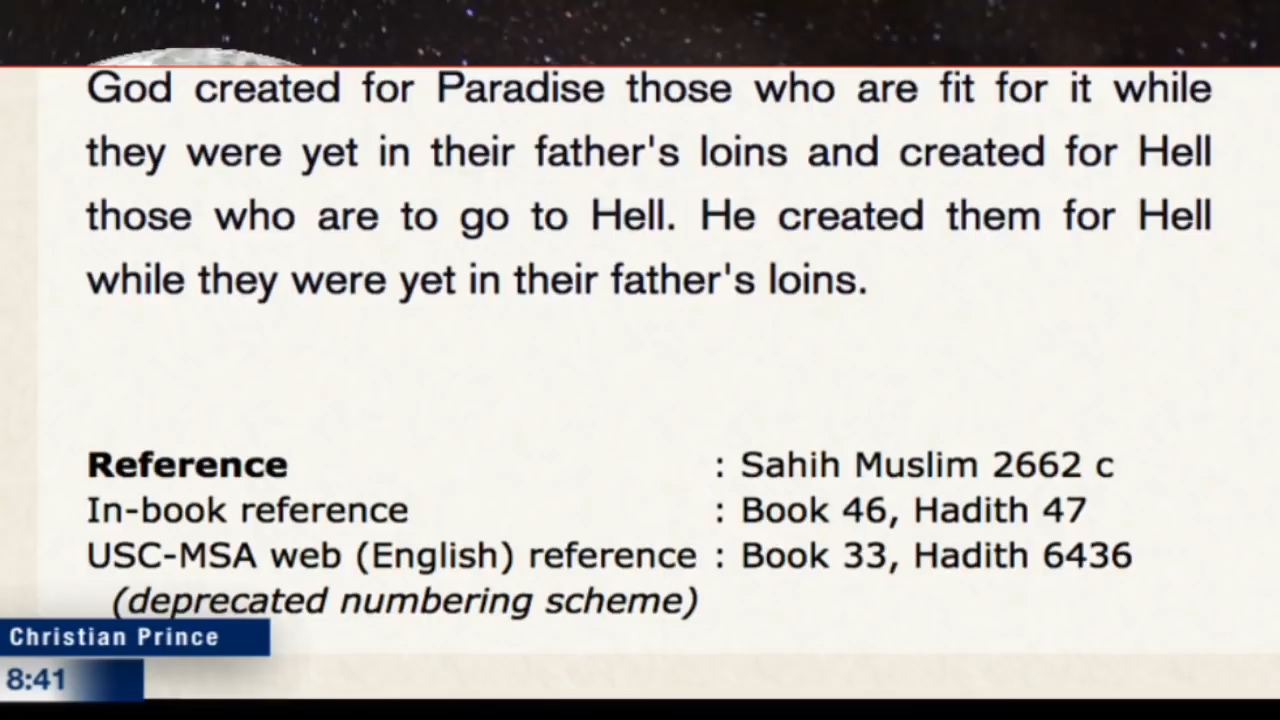 God created for Paradise those who are fit for it while
they were yet in their father's loins and created for Hell
those who are to go to Hell. He created them for Hell
while they were yet in their father's loins.
Reference : Sahih Muslim 2662 c
In-book reference : Book 46, Hadith 47
USC-MSA web (English) reference : Book 33, Hadith 6436
(deprecated numbering scheme)
Christian Prince
8:41